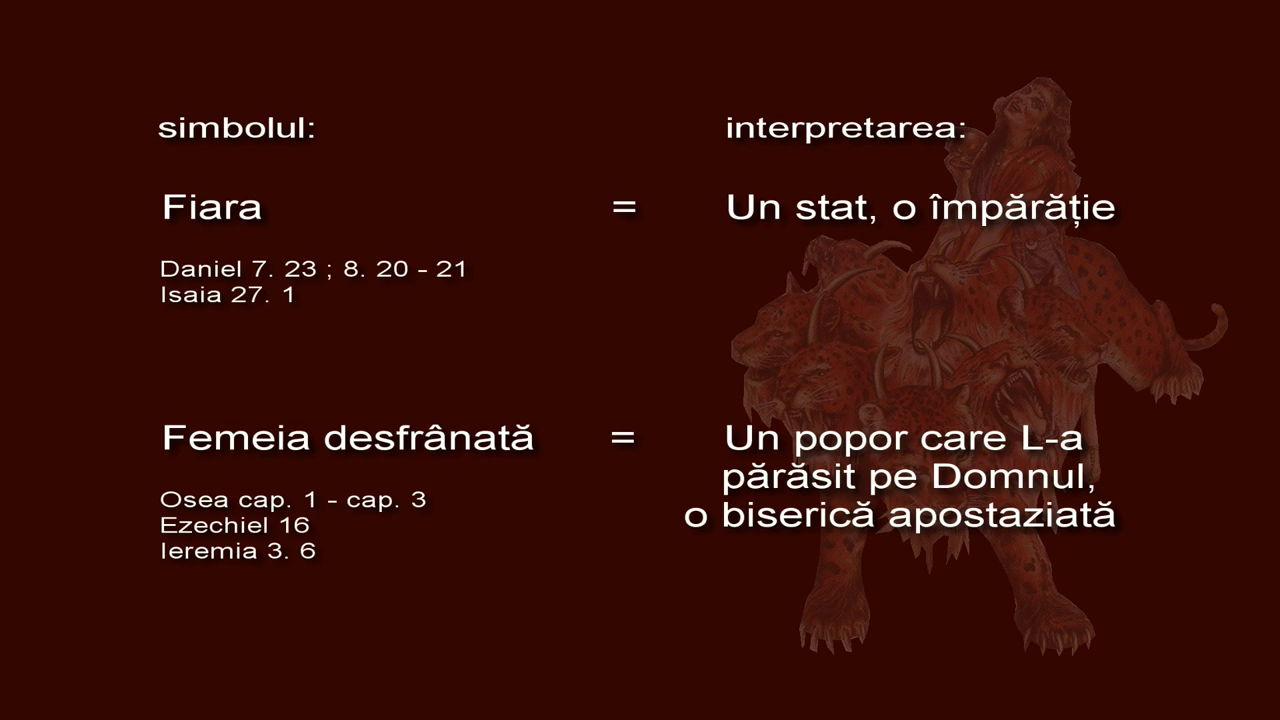 simbolul:
interpretarea:
Fiara = Un stat, o împărăție
Daniel 7. 23 ; 8. 20 - 21
Isaia 27. 1
Femeia desfrânată = Un popor care L-a
părăsit pe Domnul,
o biserică apostaziată
Osea cap. 1 - cap. 3
Ezechiel 16
Ieremia 3. 6